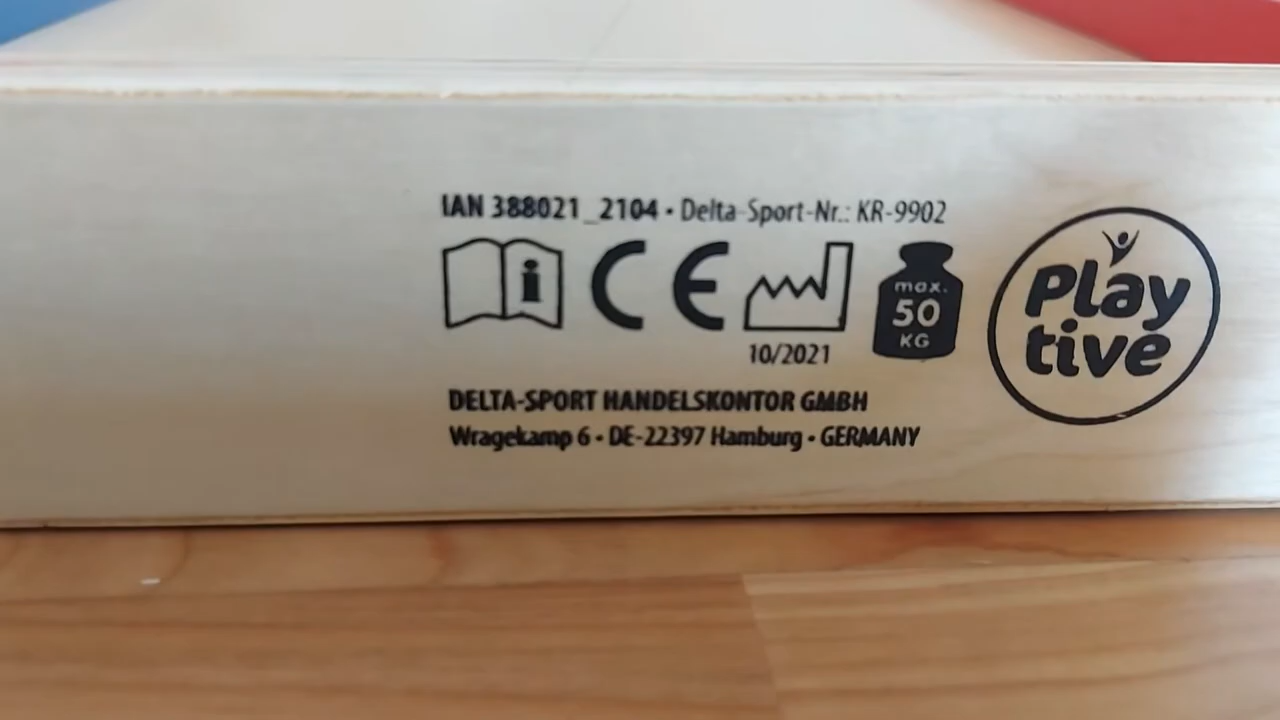 IAN 388021_2104 • Delta-Sport-Nr.: KR-9902
i
CE
max.
50
KG
10/2021
DELTA-SPORT HANDELSKONTOR GMBH
Wragekamp 6 • DE-22397 Hamburg • GERMANY
Play
tive